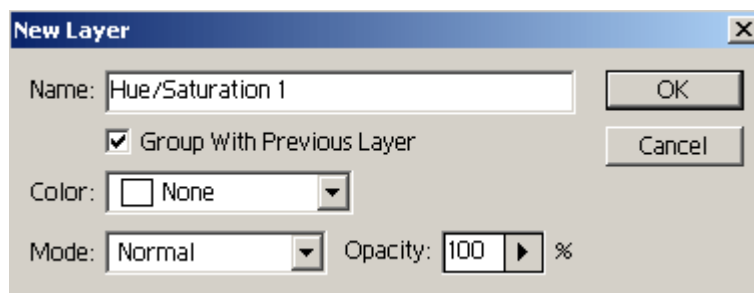 New Layer
Name: Hue/Saturation 1 OK
Group With Previous Layer Cancel
Color: None
Mode: Normal Opacity: 100 %